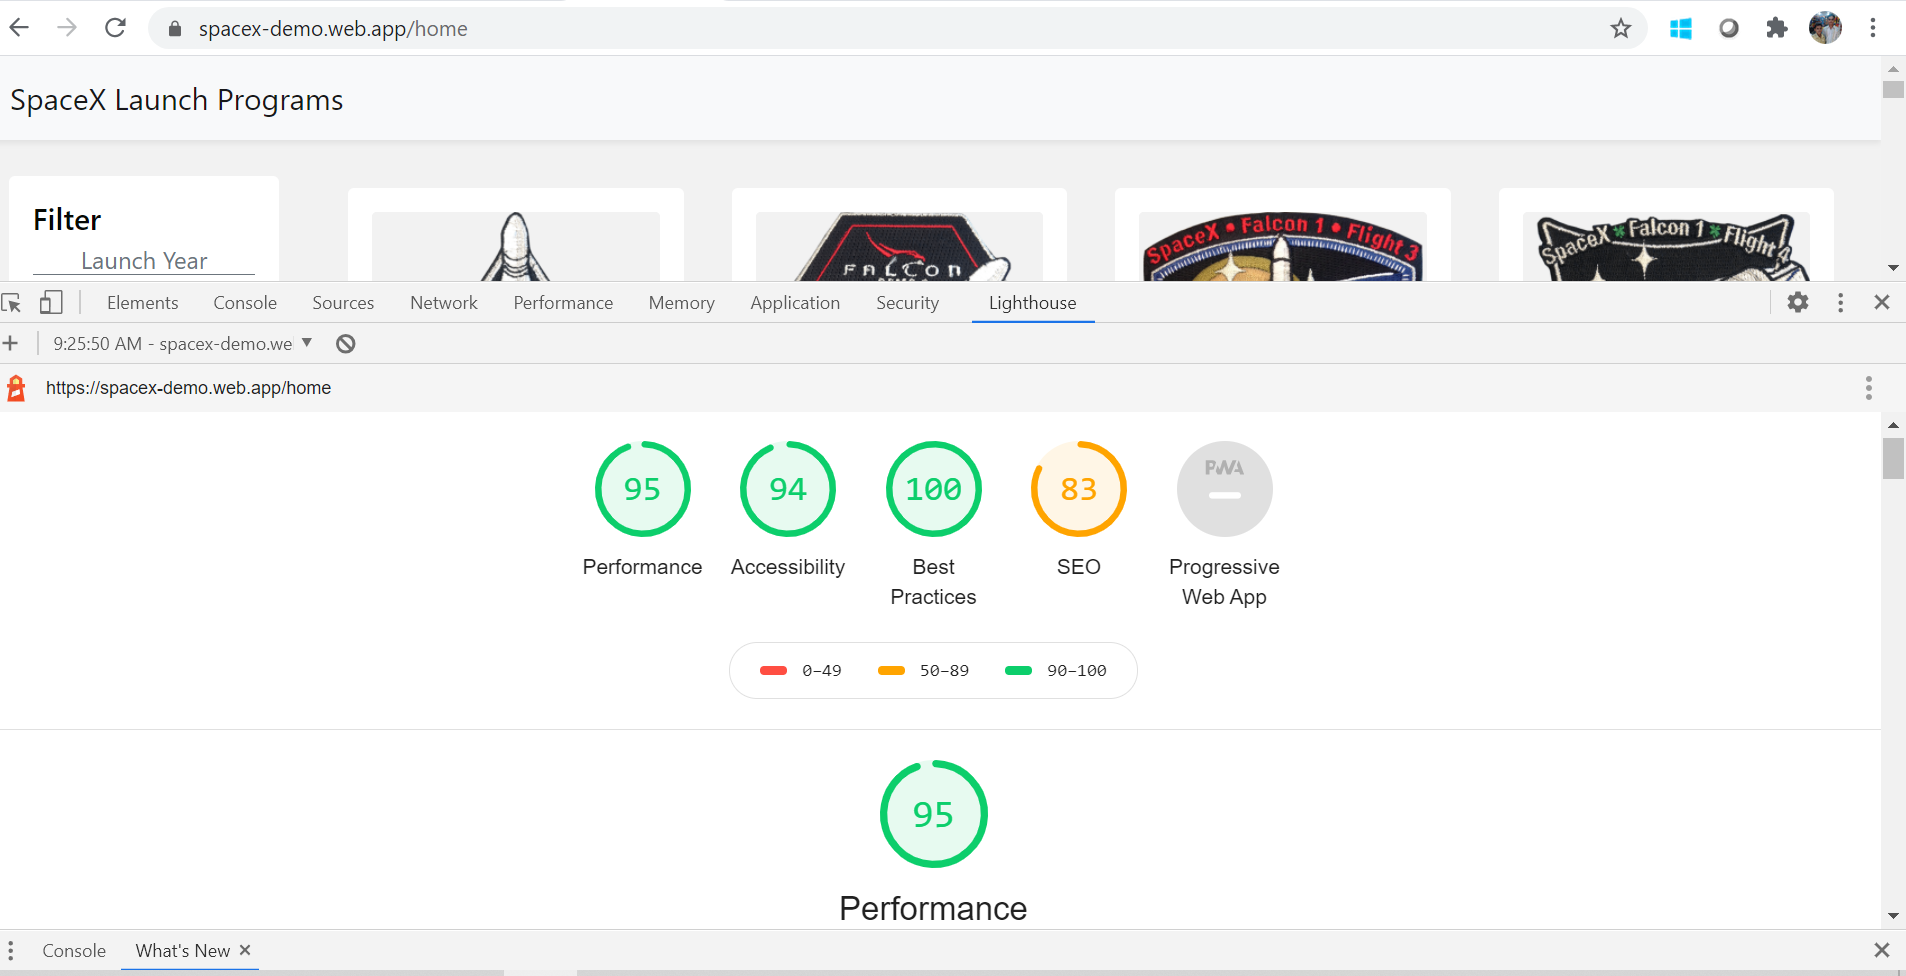 spacex-demo.web.app/home
SpaceX Launch Programs
Filter
Launch Year
FALCON
SpaceX • Falcon 1 • Flight 3
SpaceX Falcon 1 Flight 4
Elements Console Sources Network Performance Memory Application Security Lighthouse
9:25:50 AM - spacex-demo.we
https://spacex-demo.web.app/home
95 94 100 83 PWA
Performance Accessibility Best Practices SEO Progressive Web App
0–49 50–89 90–100
95
Performance
Console What's New